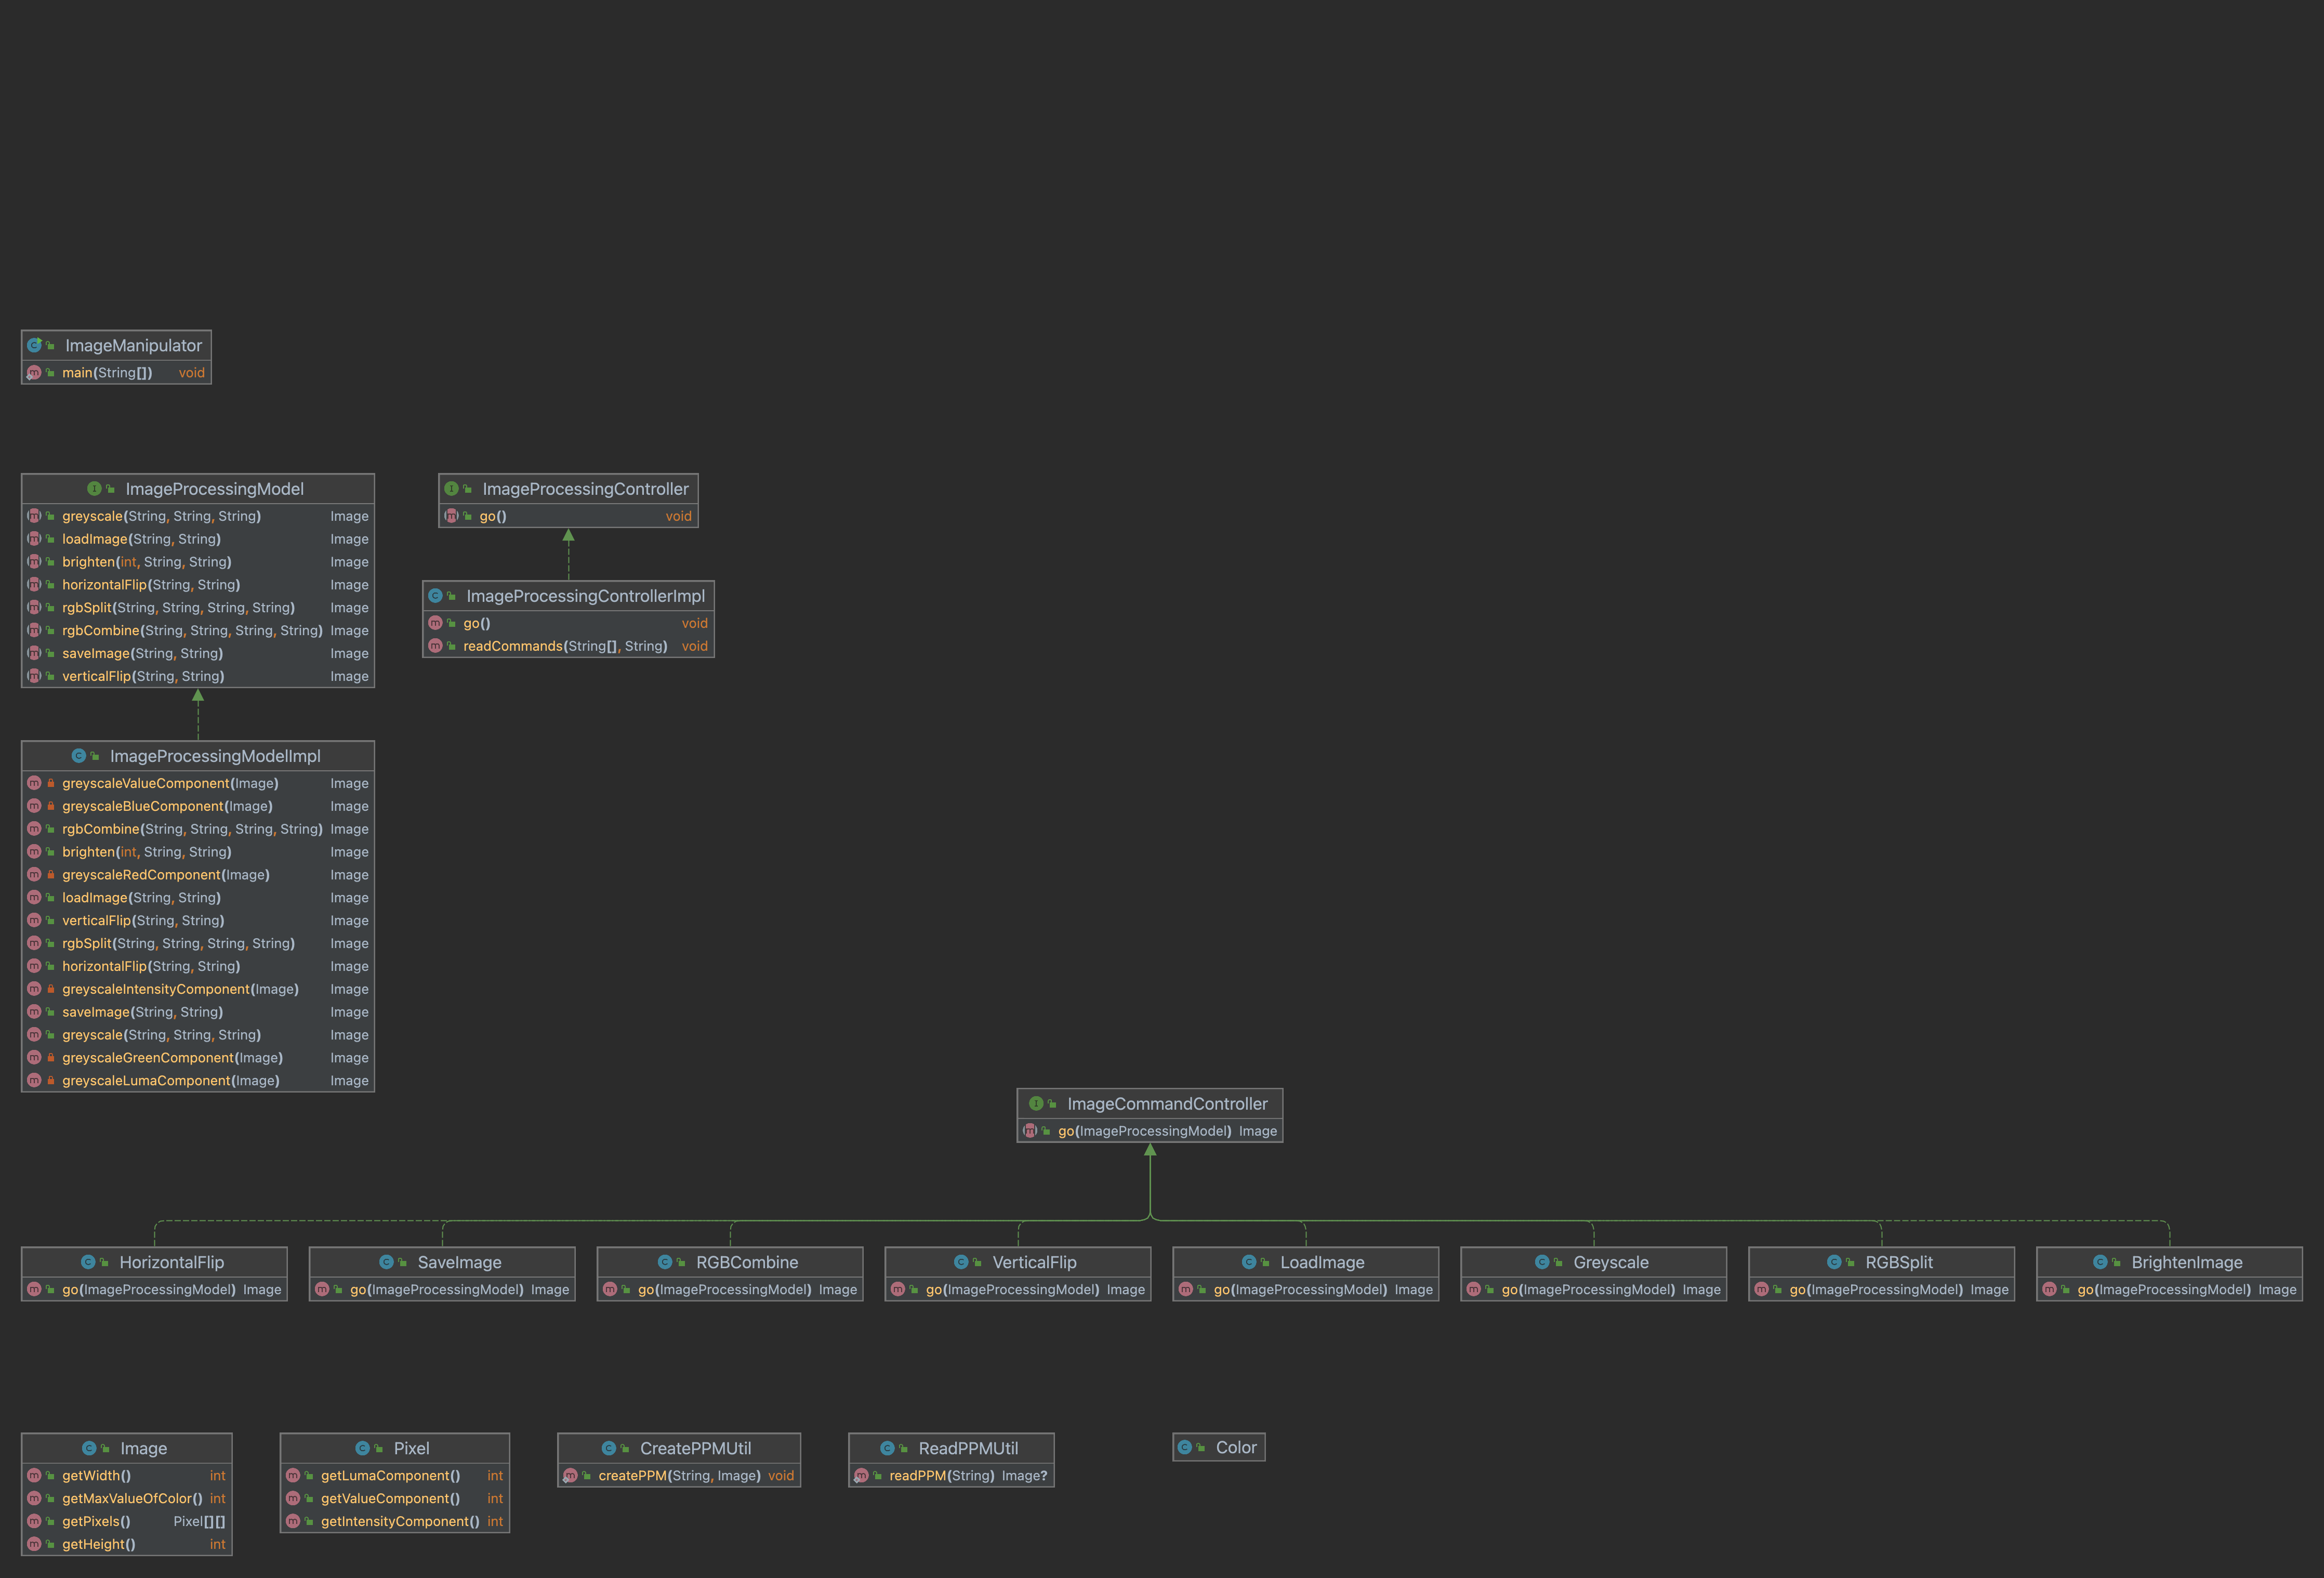 ImageManipulator
main(String[]) void
ImageProcessingModel
greyscale(String, String, String) Image
loadImage(String, String) Image
brighten(int, String, String) Image
horizontalFlip(String, String) Image
rgbSplit(String, String, String, String) Image
rgbCombine(String, String, String, String) Image
saveImage(String, String) Image
verticalFlip(String, String) Image
ImageProcessingController
go() void
ImageProcessingControllerImpl
go() void
readCommands(String[], String) void
ImageProcessingModelImpl
greyscaleValueComponent(Image) Image
greyscaleBlueComponent(Image) Image
rgbCombine(String, String, String, String) Image
brighten(int, String, String) Image
greyscaleRedComponent(Image) Image
loadImage(String, String) Image
verticalFlip(String, String) Image
rgbSplit(String, String, String, String) Image
horizontalFlip(String, String) Image
greyscaleIntensityComponent(Image) Image
saveImage(String, String) Image
greyscale(String, String, String) Image
greyscaleGreenComponent(Image) Image
greyscaleLumaComponent(Image) Image
ImageCommandController
go(ImageProcessingModel) Image
HorizontalFlip
go(ImageProcessingModel) Image
SaveImage
go(ImageProcessingModel) Image
RGBCombine
go(ImageProcessingModel) Image
VerticalFlip
go(ImageProcessingModel) Image
LoadImage
go(ImageProcessingModel) Image
Greyscale
go(ImageProcessingModel) Image
RGBSplit
go(ImageProcessingModel) Image
BrightenImage
go(ImageProcessingModel) Image
Image
getWidth() int
getMaxValueOfColor() int
getPixels() Pixel[][]
getHeight() int
Pixel
getLumaComponent() int
getValueComponent() int
getIntensityComponent() int
CreatePPMUtil
createPPM(String, Image) void
ReadPPMUtil
readPPM(String) Image?
Color